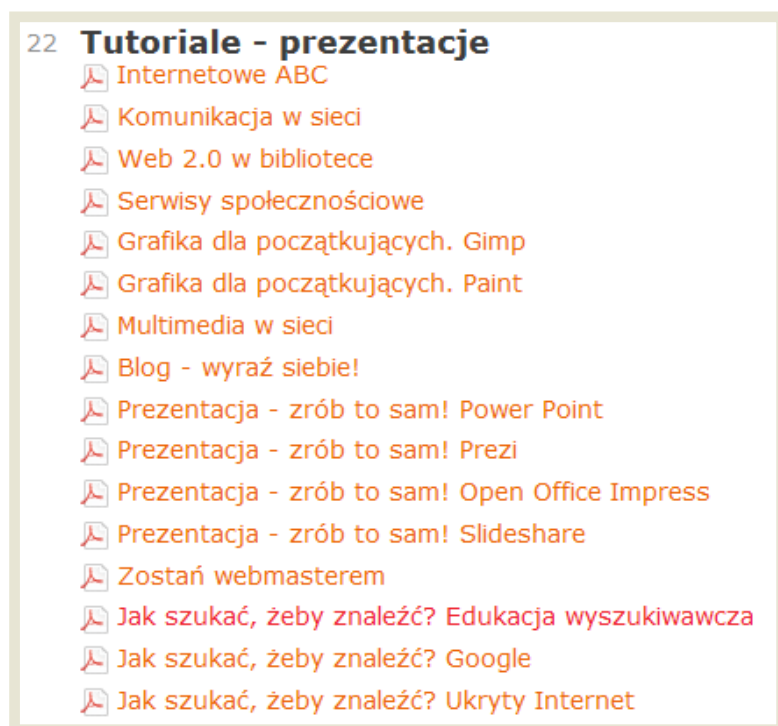 22 Tutoriale - prezentacje
Internetowe ABC
Komunikacja w sieci
Web 2.0 w bibliotece
Serwisy społecznościowe
Grafika dla początkujących. Gimp
Grafika dla początkujących. Paint
Multimedia w sieci
Blog - wyraź siebie!
Prezentacja - zrób to sam! Power Point
Prezentacja - zrób to sam! Prezi
Prezentacja - zrób to sam! Open Office Impress
Prezentacja - zrób to sam! Slideshare
Zostań webmasterem
Jak szukać, żeby znaleźć? Edukacja wyszukiwawcza
Jak szukać, żeby znaleźć? Google
Jak szukać, żeby znaleźć? Ukryty Internet